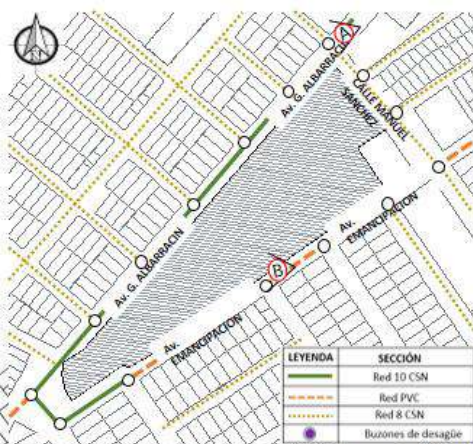 A
Av. G. ALBARRACIN
CALLE MANUEL
SANCHEZ
Av.
EMANCIPACION
Av. G. ALBARRACIN
B
Av.
EMANCIPACION
LEYENDA SECCIÓN
Red 10 CSN
Red PVC
Red 8 CSN
Buzones de desagüe